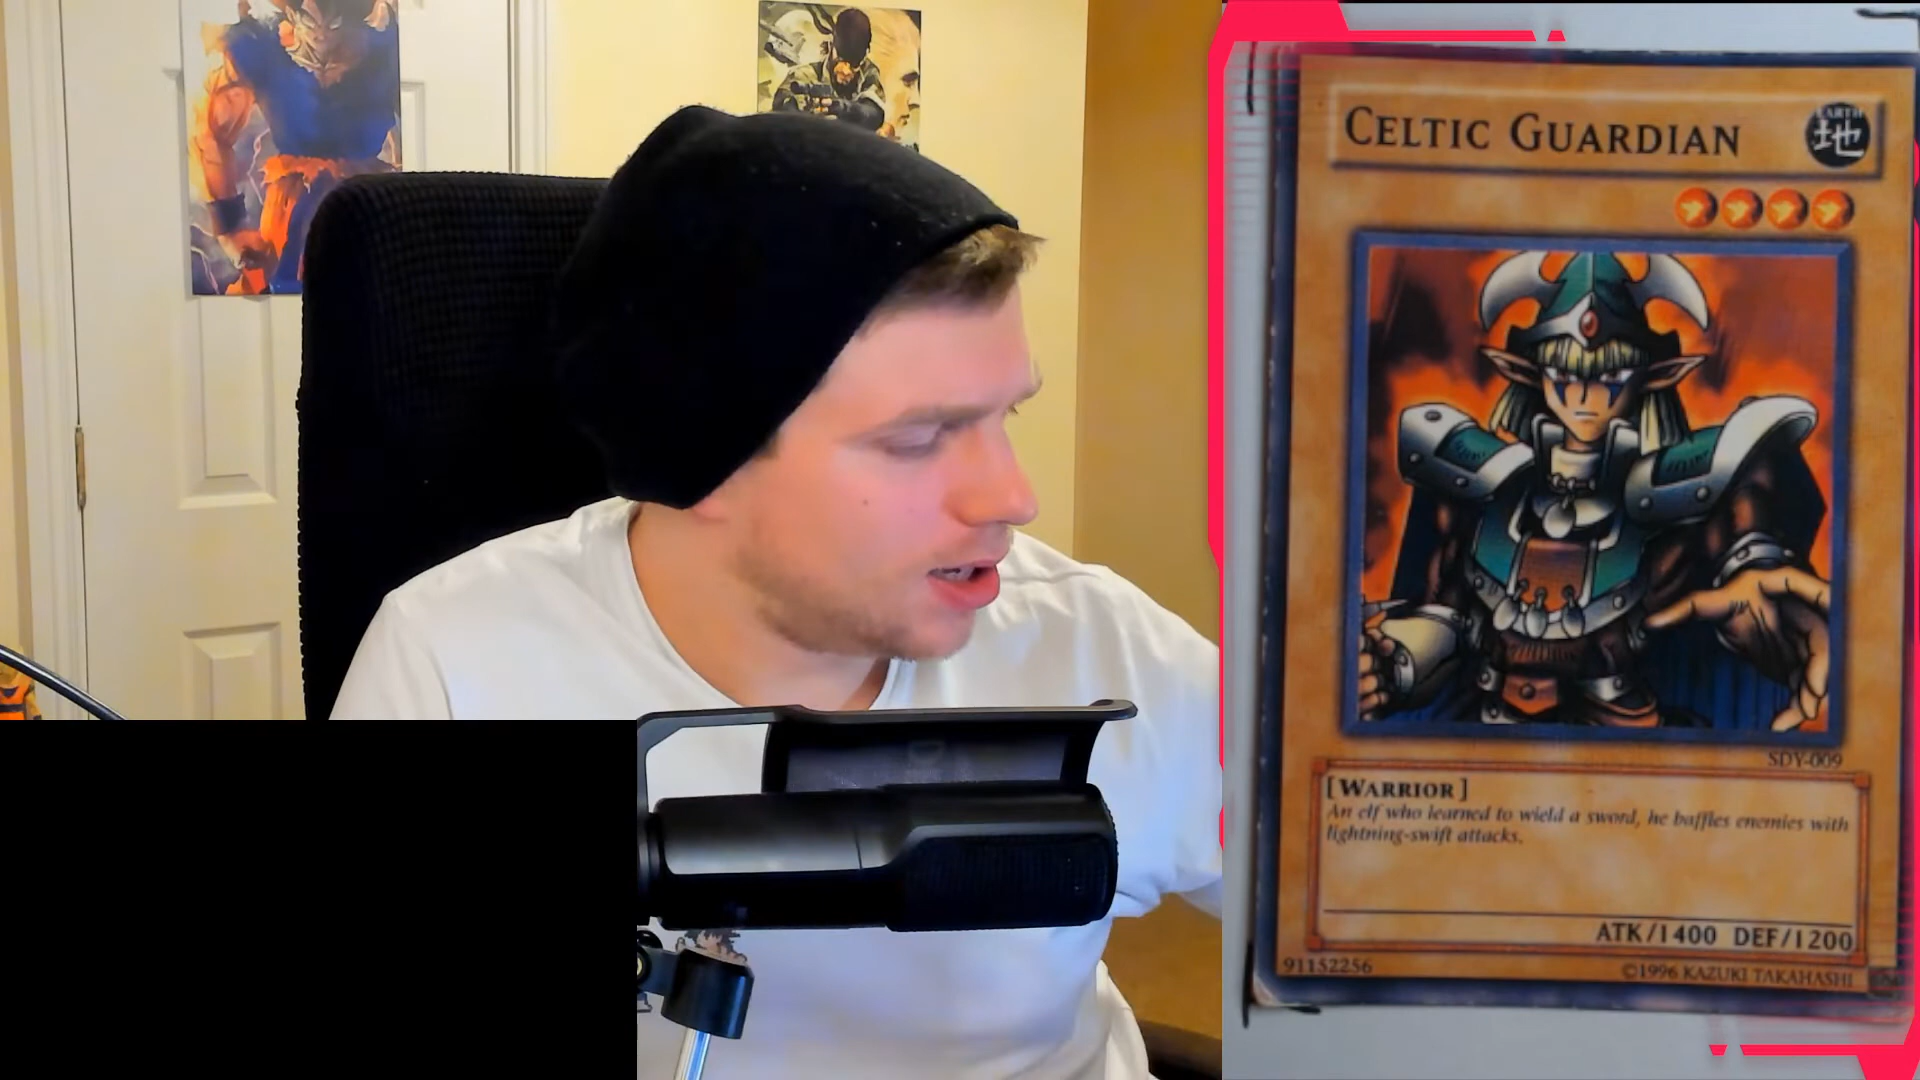 CELTIC GUARDIAN
EARTH
地
SDY-009
[WARRIOR]
An elf who learned to wield a sword, he baffles enemies with
lightning-swift attacks.
ATK/1400 DEF/1200
91152256
©1996 KAZUKI TAKAHASHI